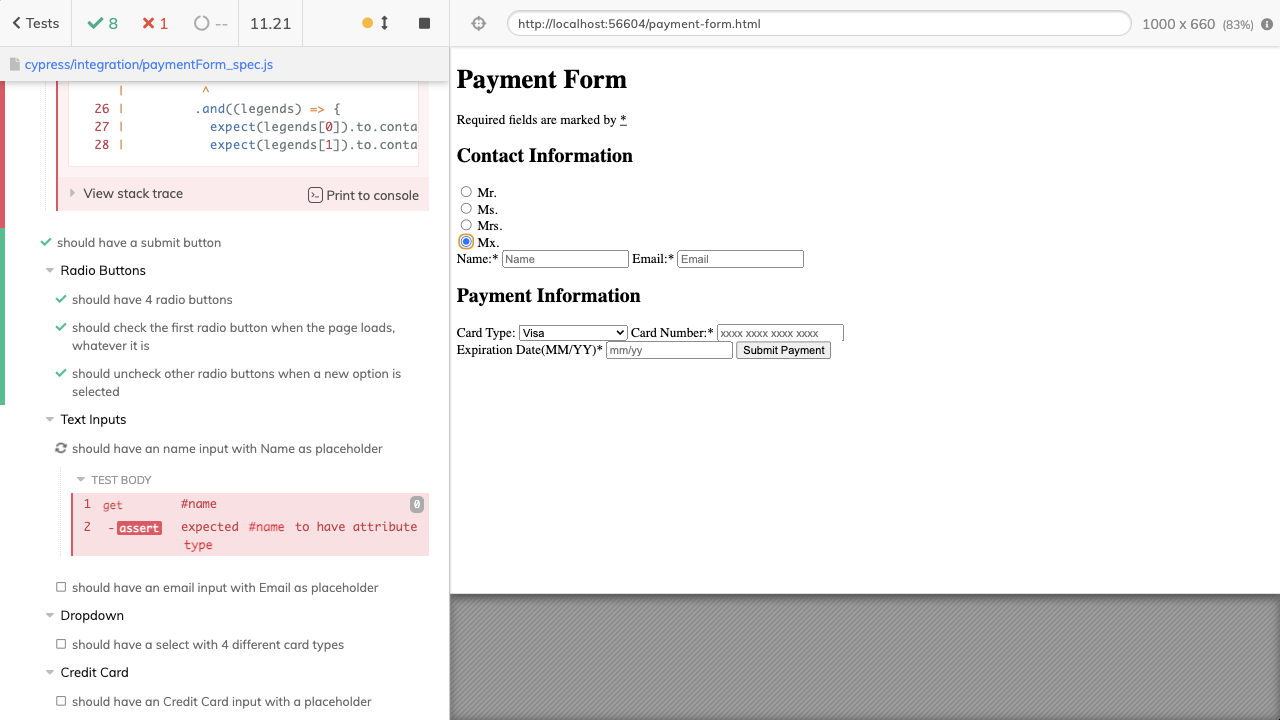 Tests
8
1
--
11.21
http://localhost:56604/payment-form.html
1000 x 660 (83%)
cypress/integration/paymentForm_spec.js
| ^
26 | .and((legends) => {
27 | expect(legends[0]).to.conta
28 | expect(legends[1]).to.conta
View stack trace
Print to console
should have a submit button
Radio Buttons
should have 4 radio buttons
should check the first radio button when the page loads,
whatever it is
should uncheck other radio buttons when a new option is
selected
Text Inputs
should have an name input with Name as placeholder
TEST BODY
1 get #name 0
2 -assert expected #name to have attribute
type
should have an email input with Email as placeholder
Dropdown
should have a select with 4 different card types
Credit Card
should have an Credit Card input with a placeholder
Payment Form
Required fields are marked by *
Contact Information
Mr.
Ms.
Mrs.
Mx.
Name:* Name Email:* Email
Payment Information
Card Type: Visa Card Number:* xxxx xxxx xxxx xxxx
Expiration Date(MM/YY)* mm/yy Submit Payment